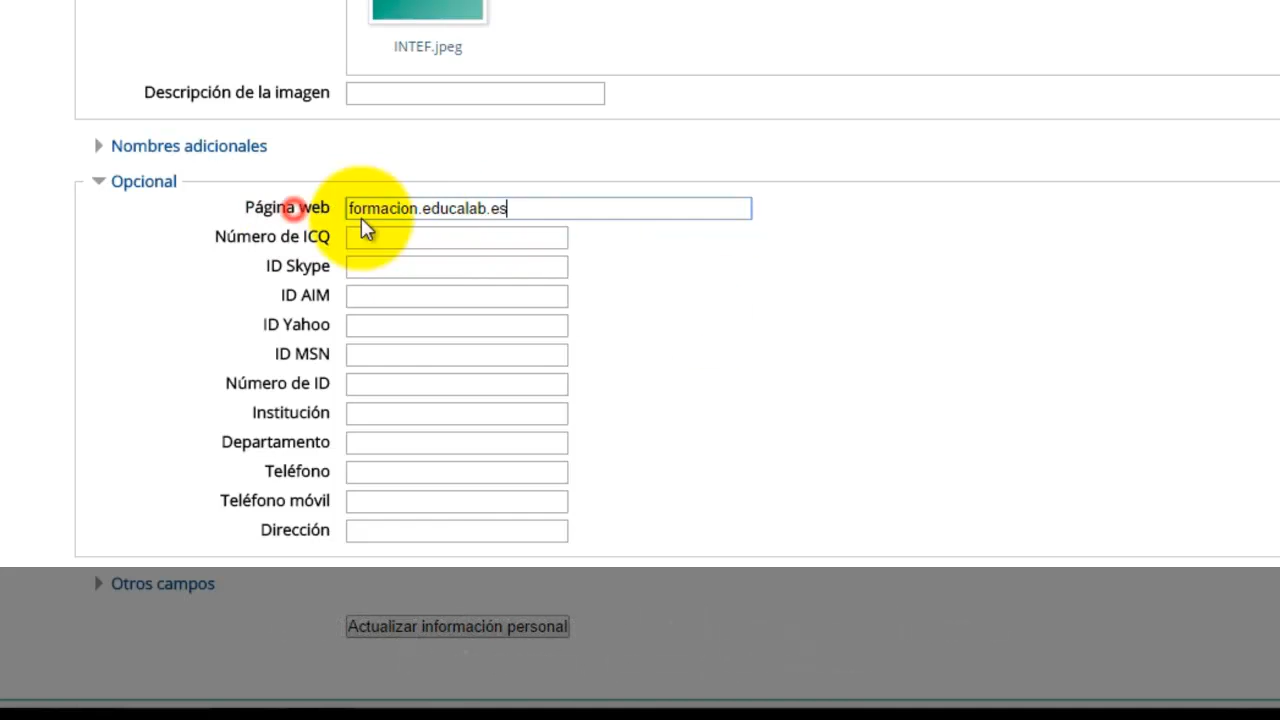 INTEF.jpeg
Descripción de la imagen
Nombres adicionales
Opcional
Página web formacion.educalab.es
Número de ICQ
ID Skype
ID AIM
ID Yahoo
ID MSN
Número de ID
Institución
Departamento
Teléfono
Teléfono móvil
Dirección
Otros campos
Actualizar información personal